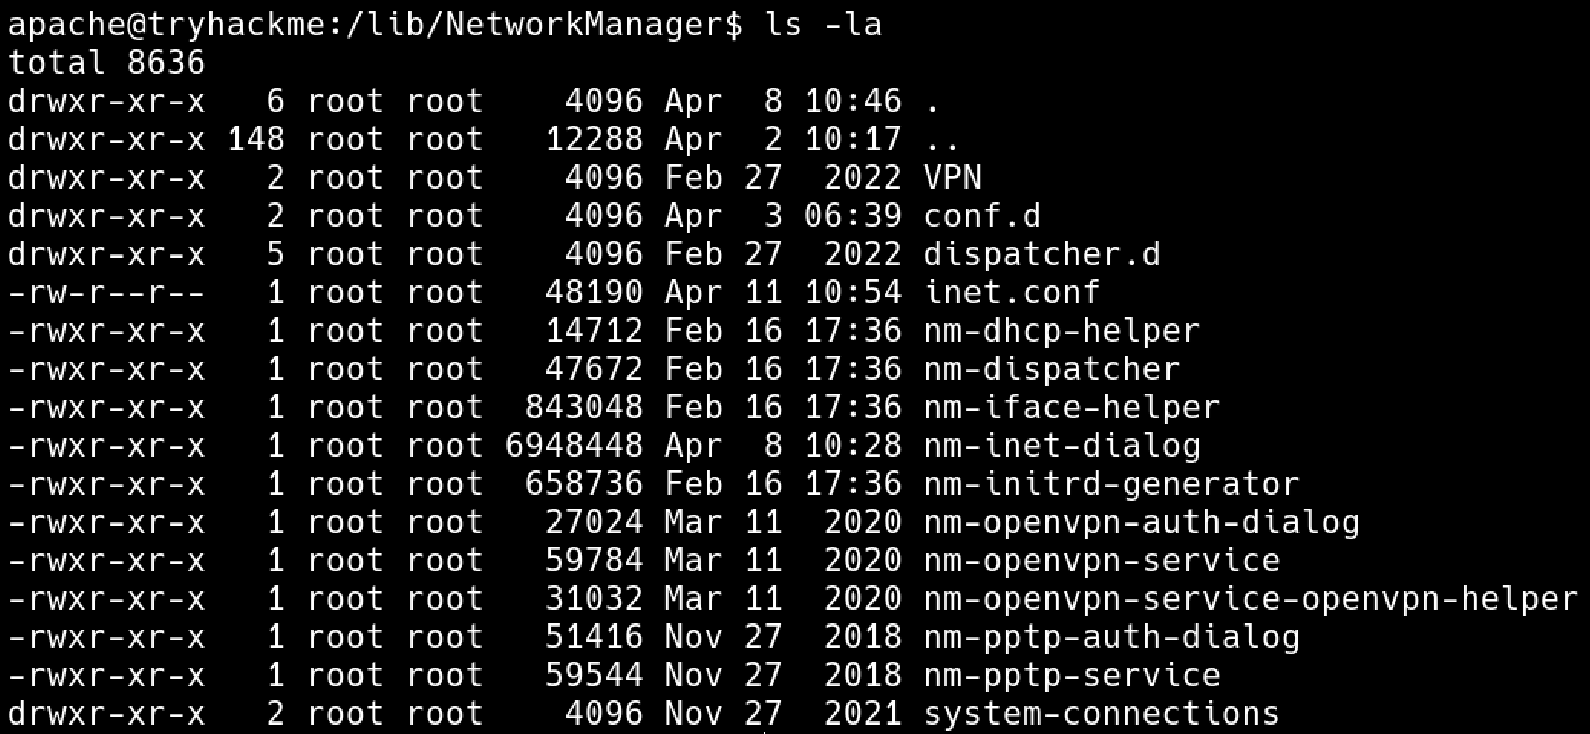 apache@tryhackme:/lib/NetworkManager$ ls -la
total 8636
drwxr-xr-x   6 root root    4096 Apr  8 10:46 .
drwxr-xr-x 148 root root   12288 Apr  2 10:17 ..
drwxr-xr-x   2 root root    4096 Feb 27  2022 VPN
drwxr-xr-x   2 root root    4096 Apr  3 06:39 conf.d
drwxr-xr-x   5 root root    4096 Feb 27  2022 dispatcher.d
-rw-r--r--   1 root root   48190 Apr 11 10:54 inet.conf
-rwxr-xr-x   1 root root   14712 Feb 16 17:36 nm-dhcp-helper
-rwxr-xr-x   1 root root   47672 Feb 16 17:36 nm-dispatcher
-rwxr-xr-x   1 root root  843048 Feb 16 17:36 nm-iface-helper
-rwxr-xr-x   1 root root 6948448 Apr  8 10:28 nm-inet-dialog
-rwxr-xr-x   1 root root  658736 Feb 16 17:36 nm-initrd-generator
-rwxr-xr-x   1 root root   27024 Mar 11  2020 nm-openvpn-auth-dialog
-rwxr-xr-x   1 root root   59784 Mar 11  2020 nm-openvpn-service
-rwxr-xr-x   1 root root   31032 Mar 11  2020 nm-openvpn-service-openvpn-helper
-rwxr-xr-x   1 root root   51416 Nov 27  2018 nm-pptp-auth-dialog
-rwxr-xr-x   1 root root   59544 Nov 27  2018 nm-pptp-service
drwxr-xr-x   2 root root    4096 Nov 27  2021 system-connections